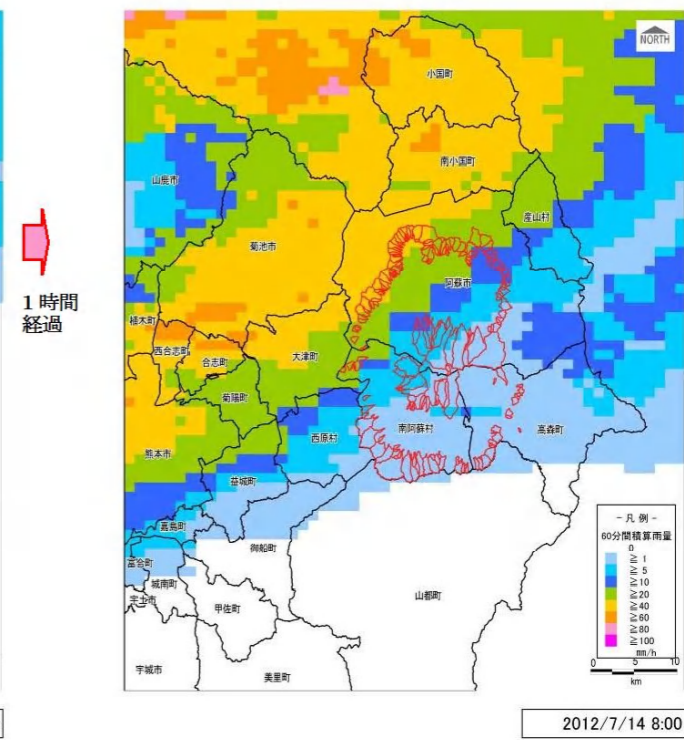 NORTH
小国町
南小国町
山鹿市
産山村
菊池市
阿蘇市
1時間
経過
植木町
西合志町
合志町
大津町
菊陽町
西原村
南阿蘇村
高森町
熊本市
益城町
嘉島町
御船町
富合町
城南町
宇土市
甲佐町
山都町
宇城市
美里町
- 凡 例 -
60分間積算雨量
0
≧ 1
≧ 5
≧10
≧20
≧40
≧60
≧80
≧100
mm/h
0 5 10
km
2012/7/14 8:00